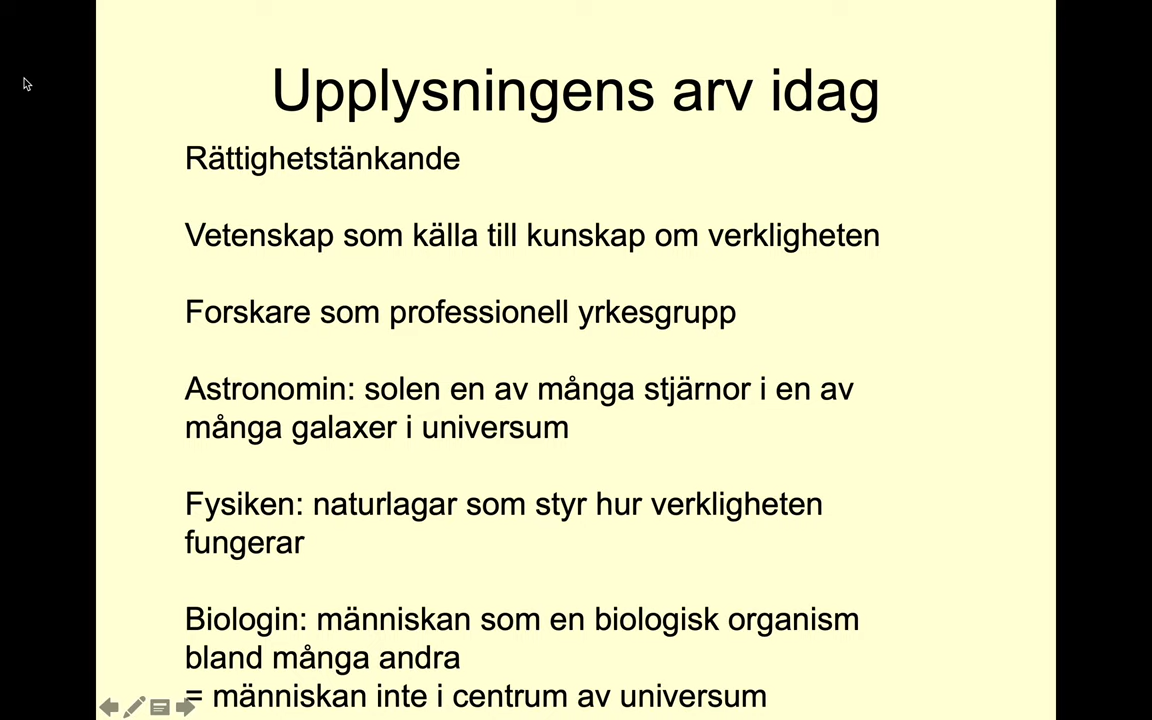 Upplysningens arv idag
Rättighetstänkande
Vetenskap som källa till kunskap om verkligheten
Forskare som professionell yrkesgrupp
Astronomin: solen en av många stjärnor i en av
många galaxer i universum
Fysiken: naturlagar som styr hur verkligheten
fungerar
Biologin: människan som en biologisk organism
bland många andra
= människan inte i centrum av universum